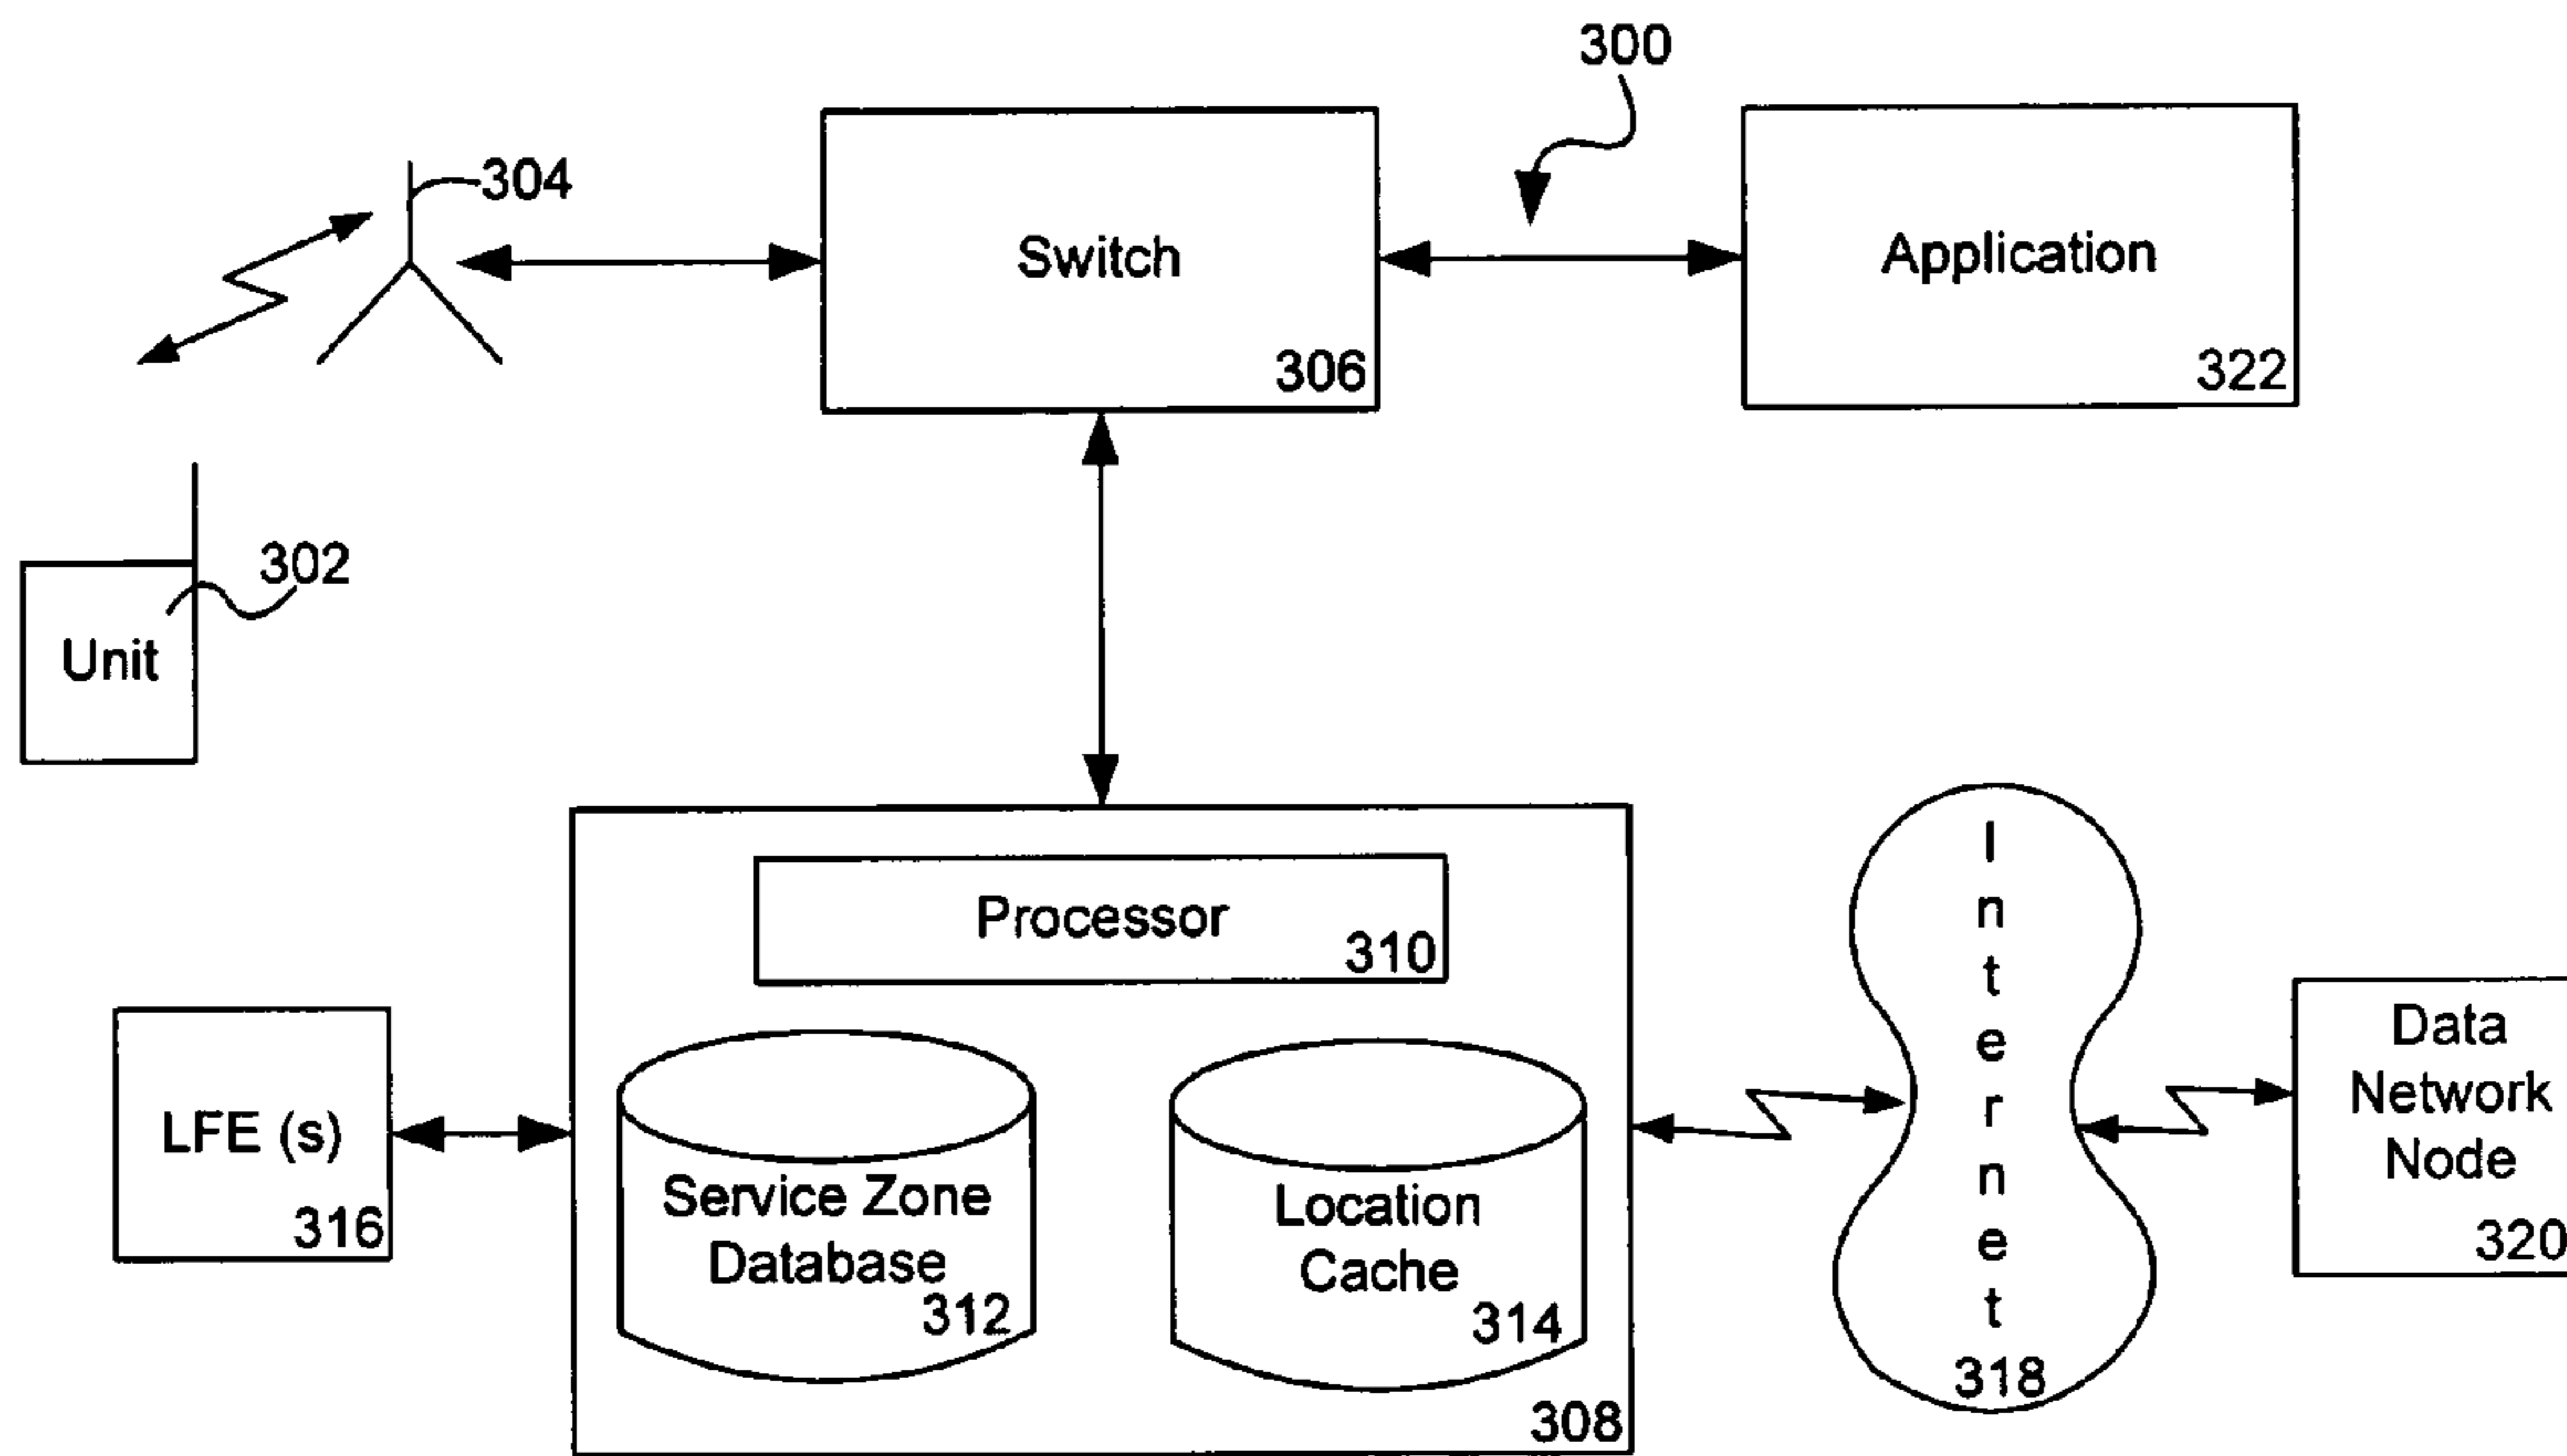 300
304
Switch
306
Application
322
302
Unit
Processor
310
LFE (s)
316
Service Zone
Database
312
Location
Cache
314
308
Internet
318
Data
Network
Node
320